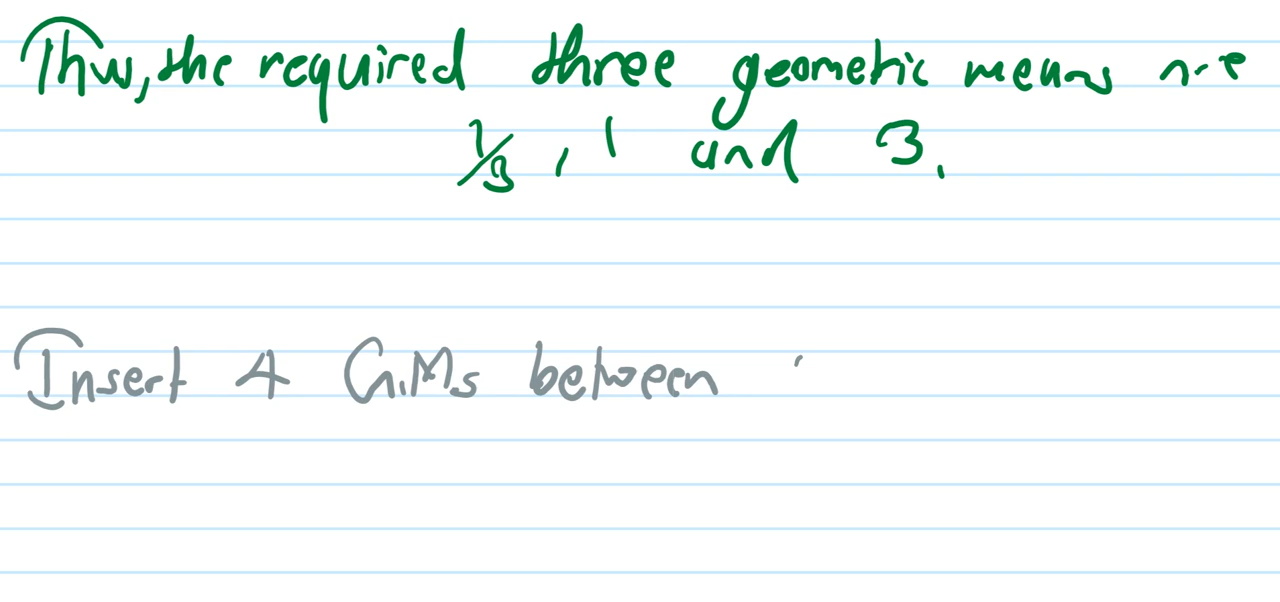 Thus, the required three geometric means are
1/3, 1 and 3.
Insert 4 G.Ms between